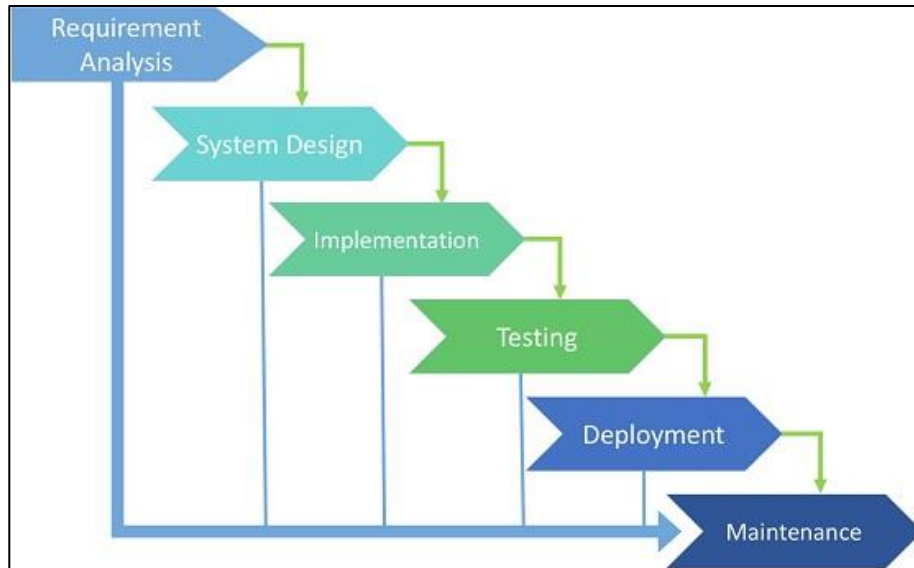 Requirement
Analysis
System Design
Implementation
Testing
Deployment
Maintenance